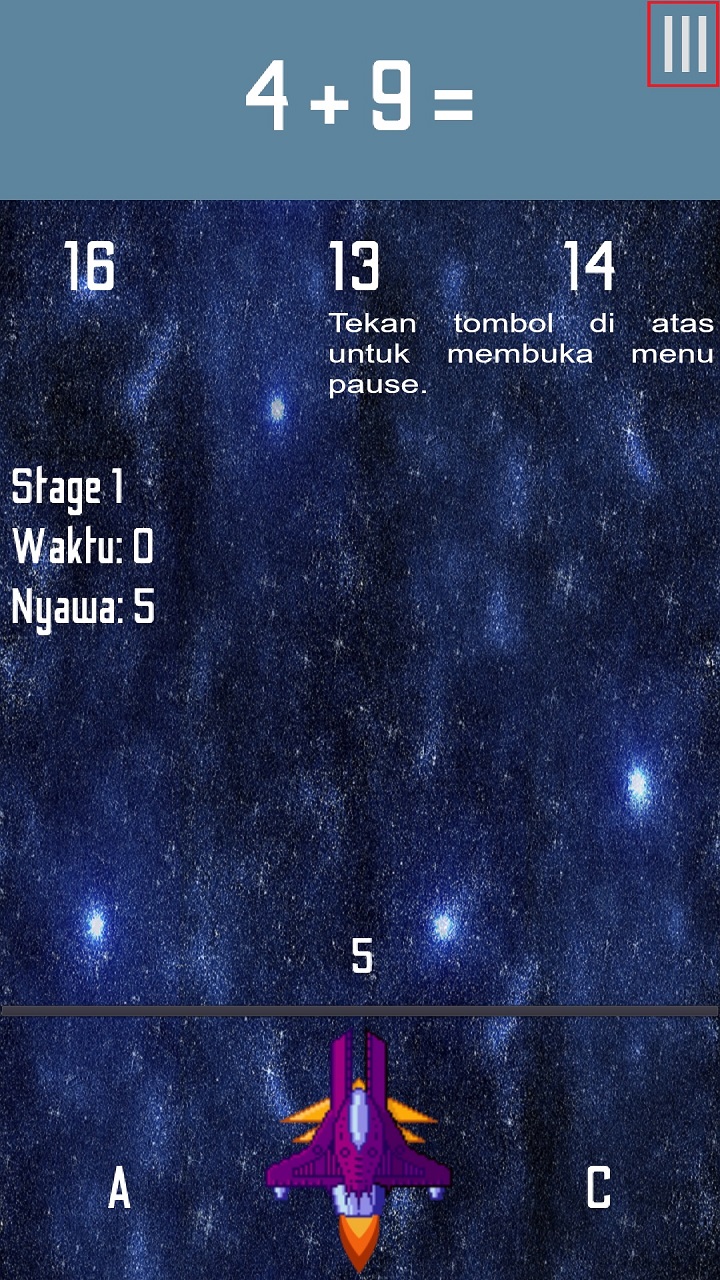 4 + 9 =
16 13 14
Tekan tombol di atas
untuk membuka menu
pause.
Stage 1
Waktu: 0
Nyawa: 5
5
A C